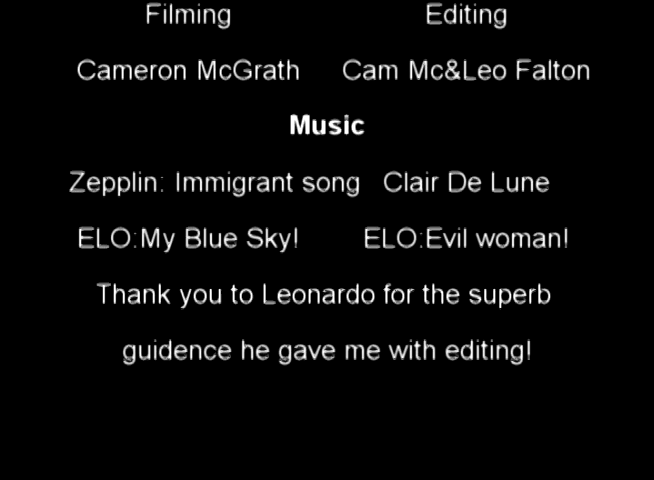 Filming Editing
Cameron McGrath Cam Mc&Leo Falton
Music
Zepplin: Immigrant song Clair De Lune
ELO:My Blue Sky! ELO:Evil woman!
Thank you to Leonardo for the superb
guidence he gave me with editing!